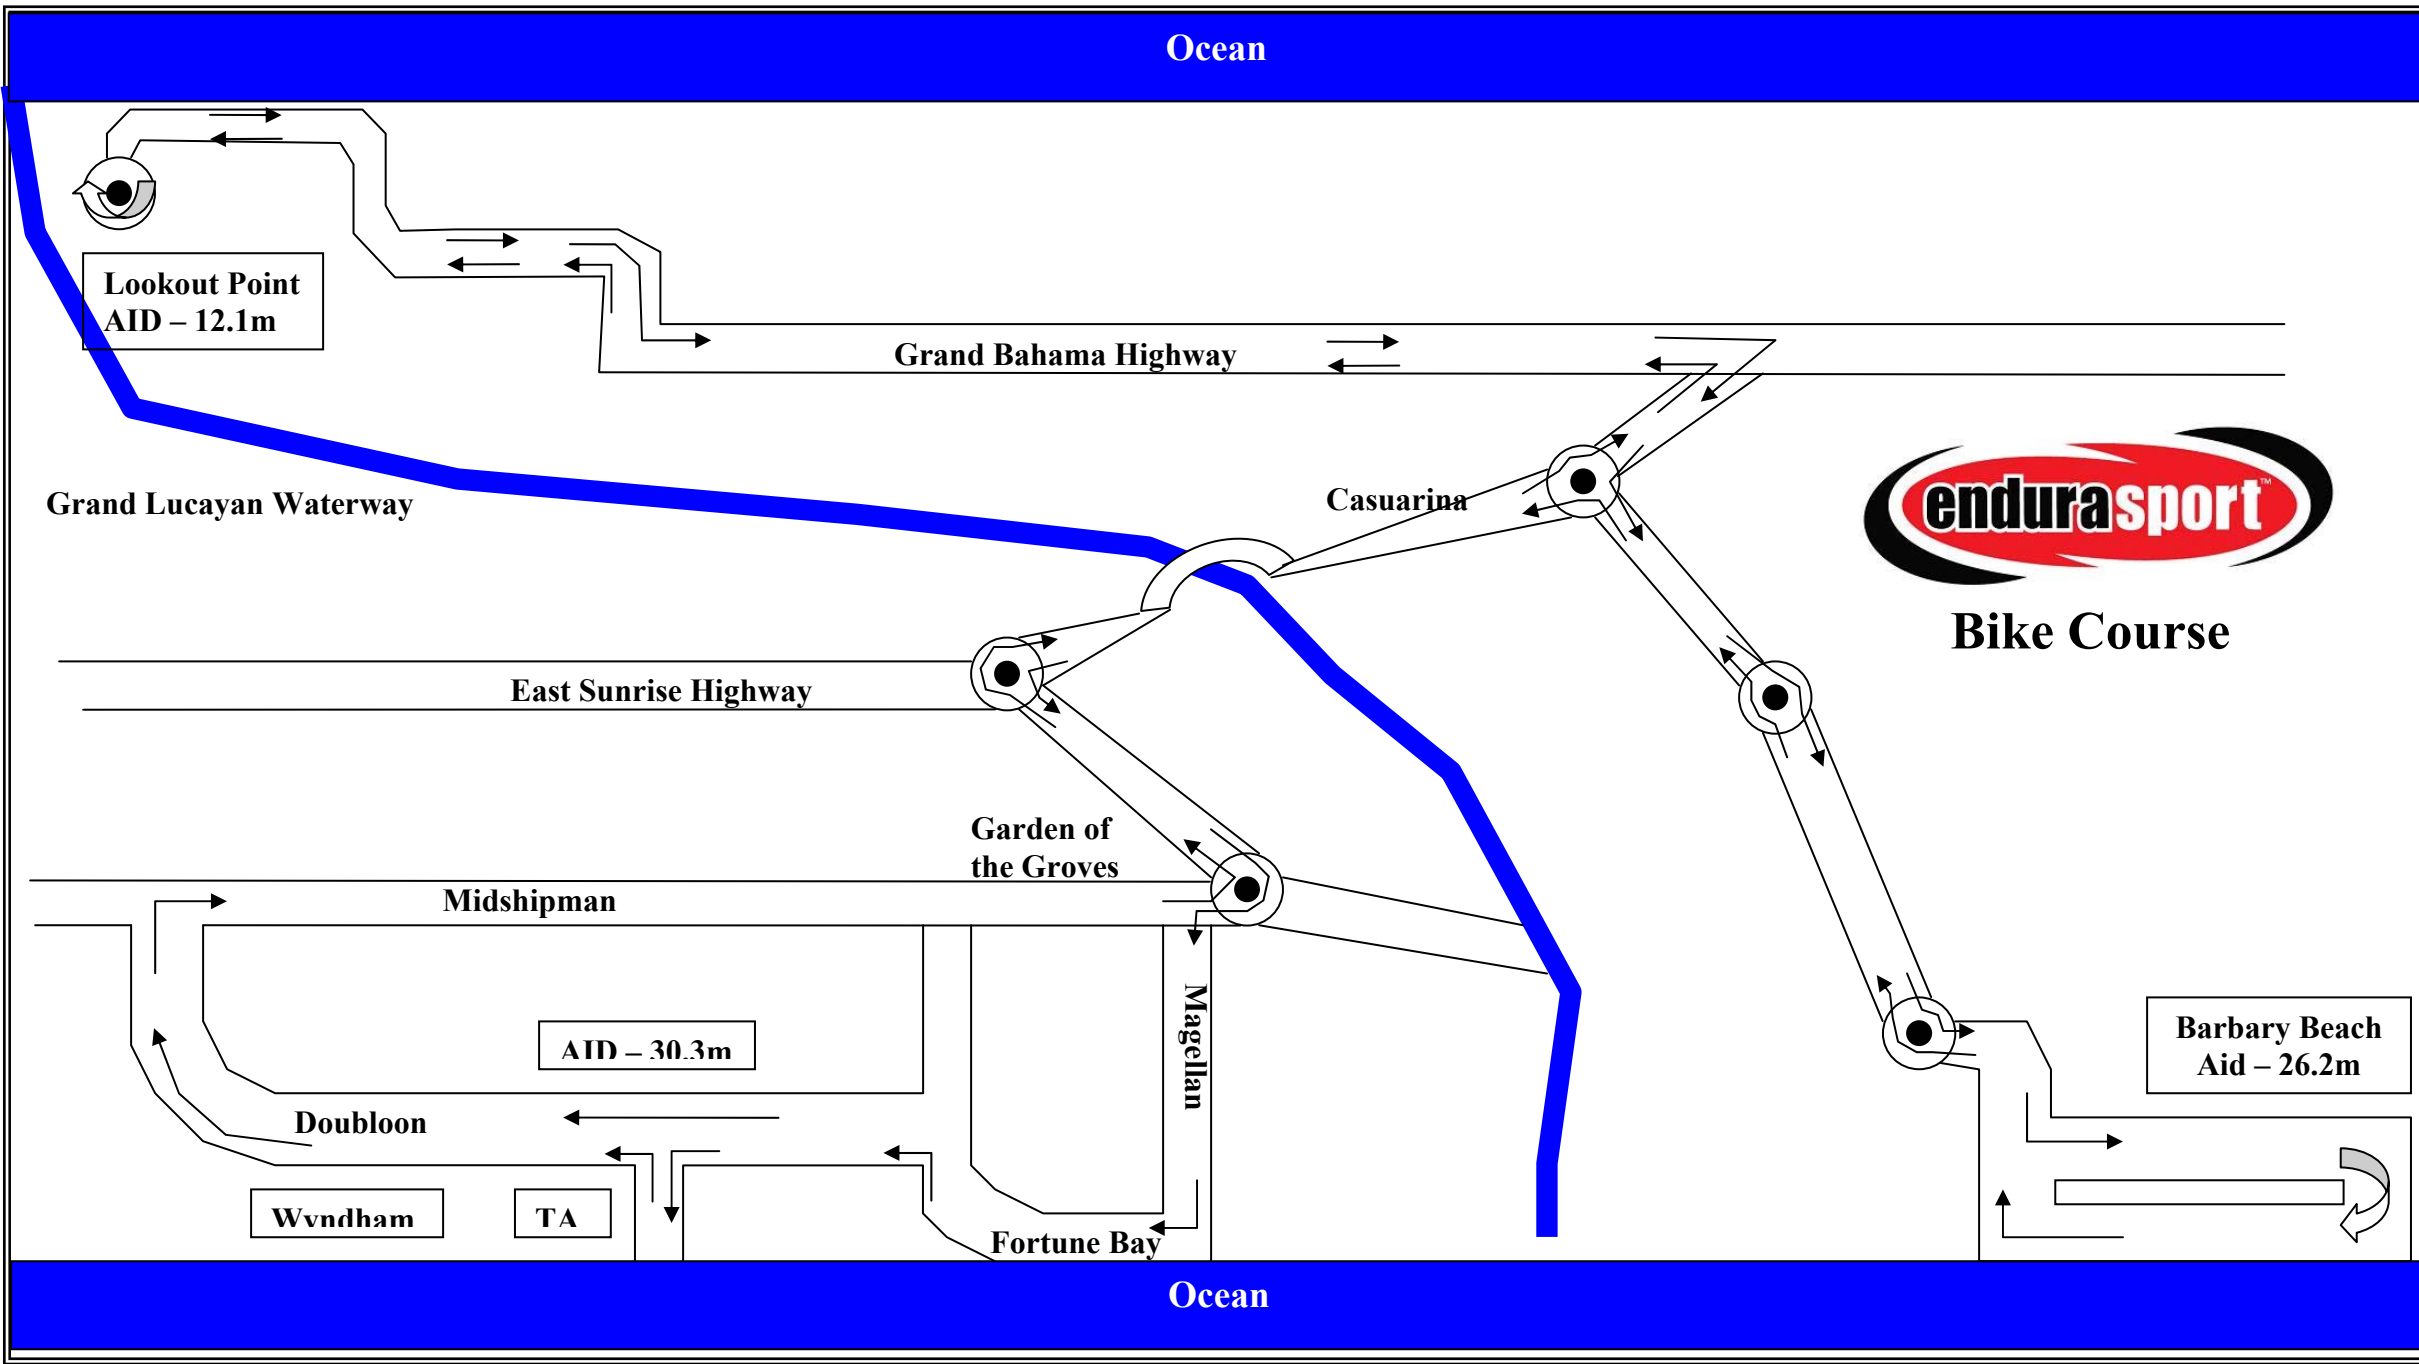 Ocean
Lookout Point
AID – 12.1m
Grand Bahama Highway
Grand Lucayan Waterway
Casuarina
endurasport™
Bike Course
East Sunrise Highway
Garden of
the Groves
Midshipman
Magellan
AID – 30.3m
Barbary Beach
Aid – 26.2m
Doubloon
Wyndham
TA
Fortune Bay
Ocean